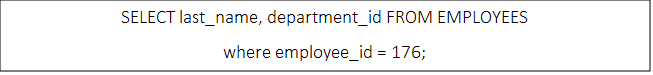 SELECT last_name, department_id FROM EMPLOYEES
where employee_id = 176;